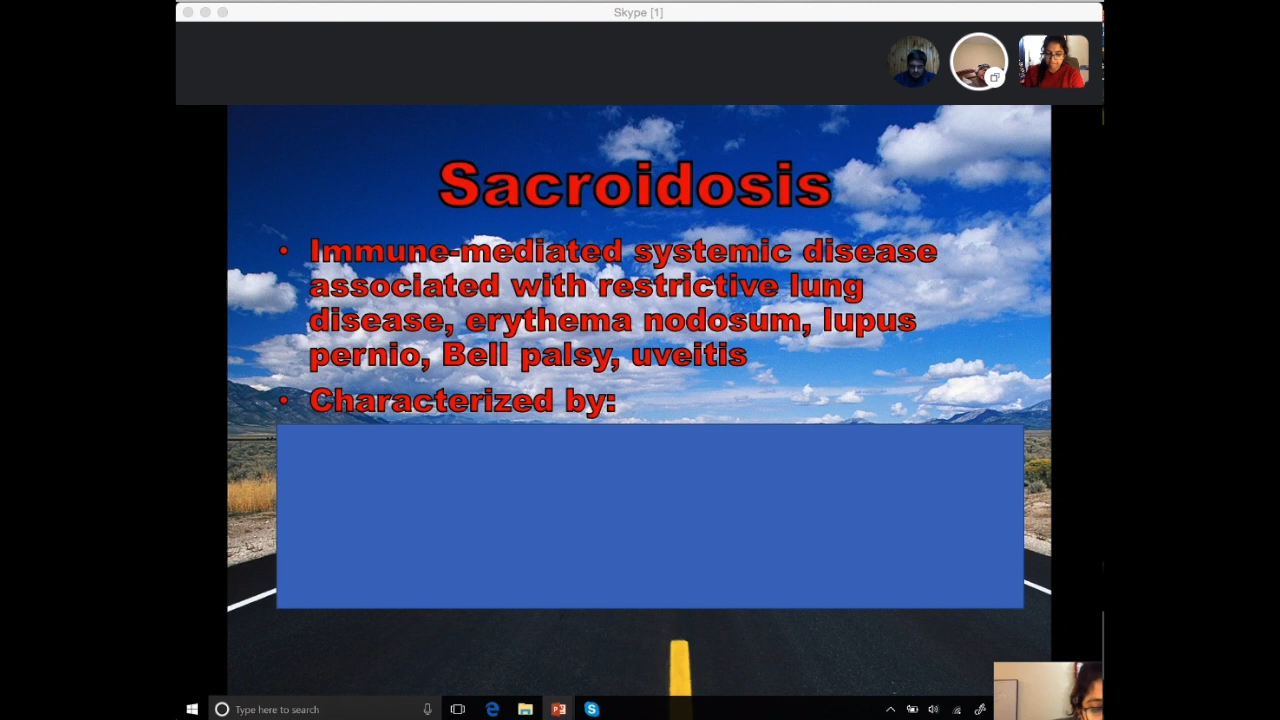 Skype [1]
Sacroidosis
• Immune-mediated systemic disease
associated with restrictive lung
disease, erythema nodosum, lupus
pernio, Bell palsy, uveitis
• Characterized by:
Type here to search